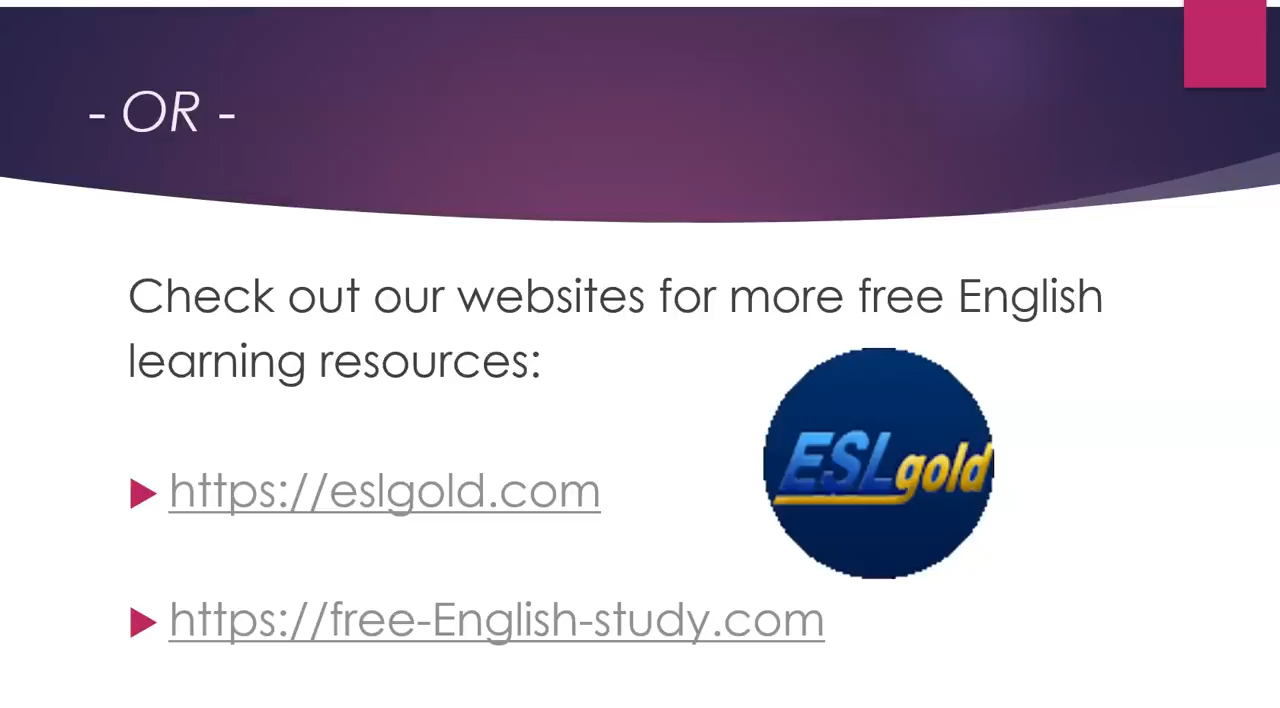 - OR -
Check out our websites for more free English
learning resources:
ESLgold
https://eslgold.com
https://free-English-study.com